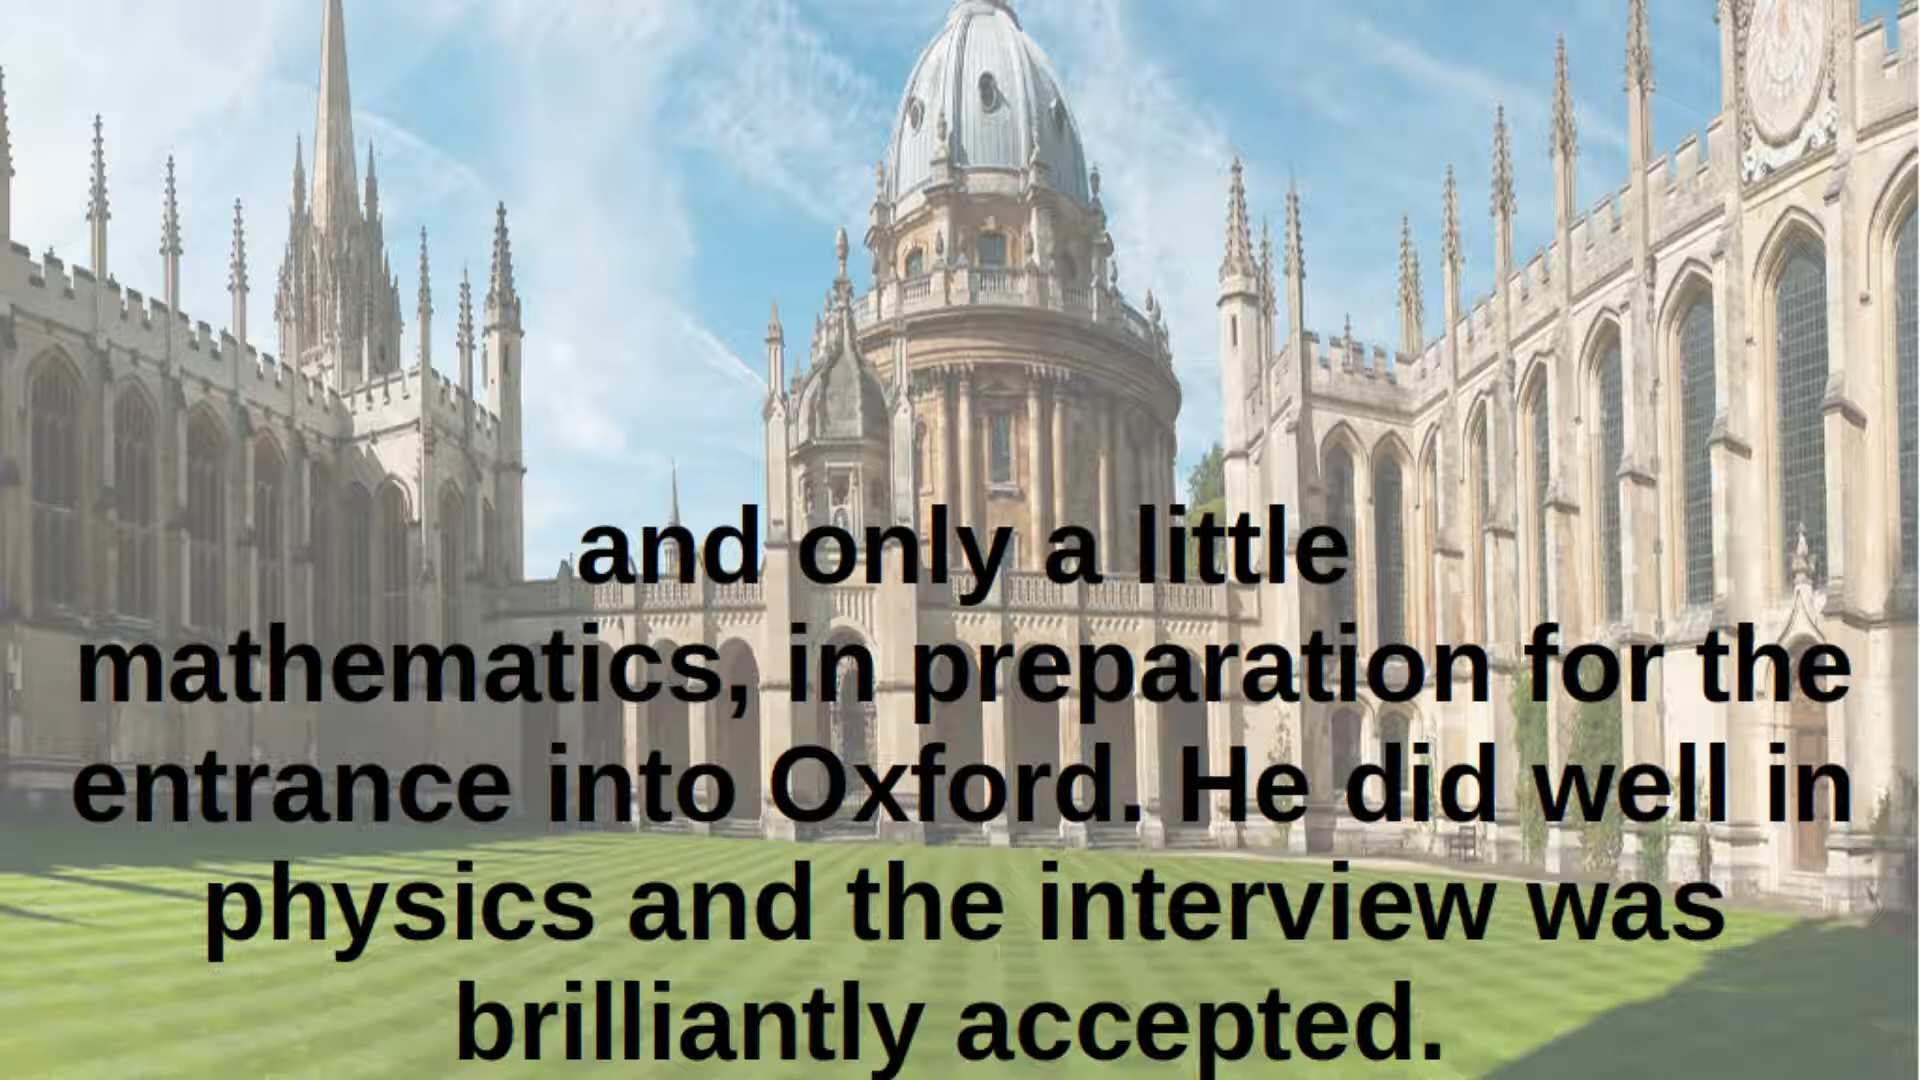 and only a little
mathematics, in preparation for the
entrance into Oxford. He did well in
physics and the interview was
brilliantly accepted.